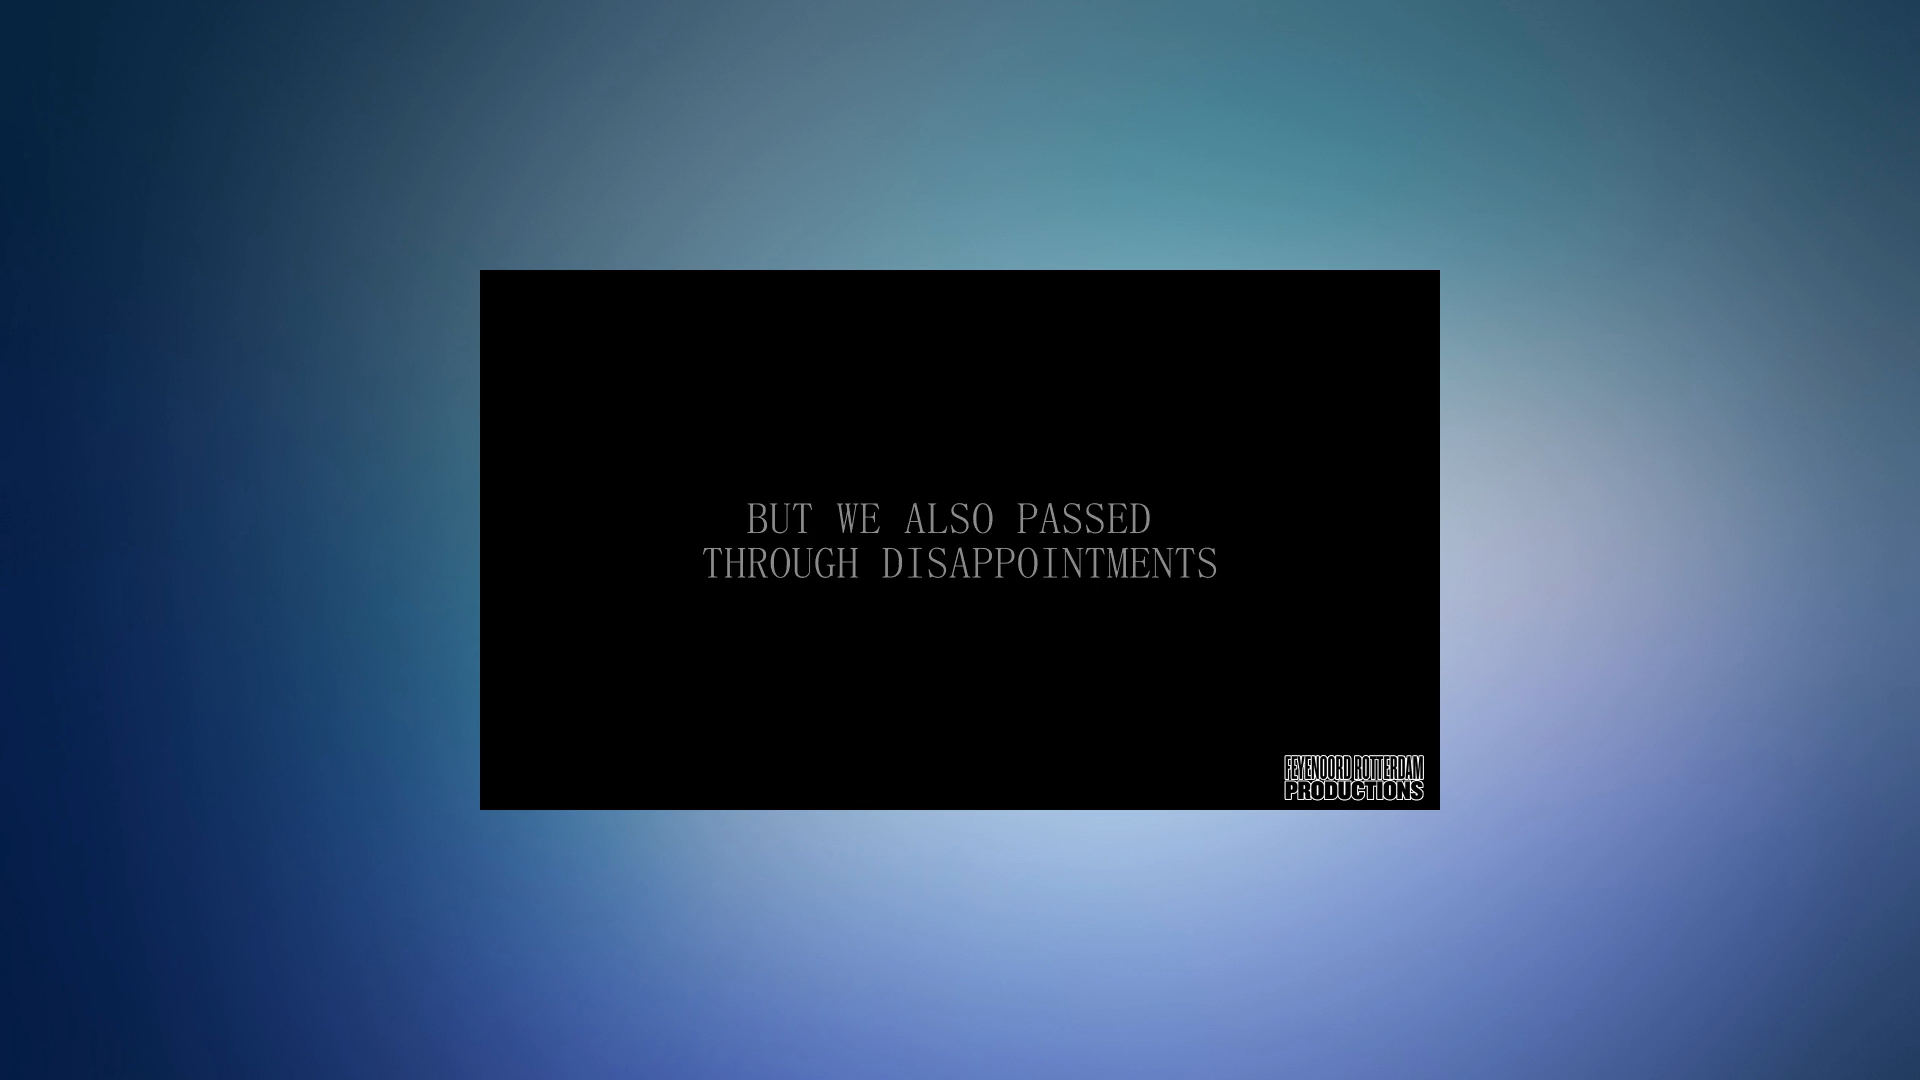 BUT WE ALSO PASSED
THROUGH DISAPPOINTMENTS
FEYENOORD ROTTERDAM
PRODUCTIONS